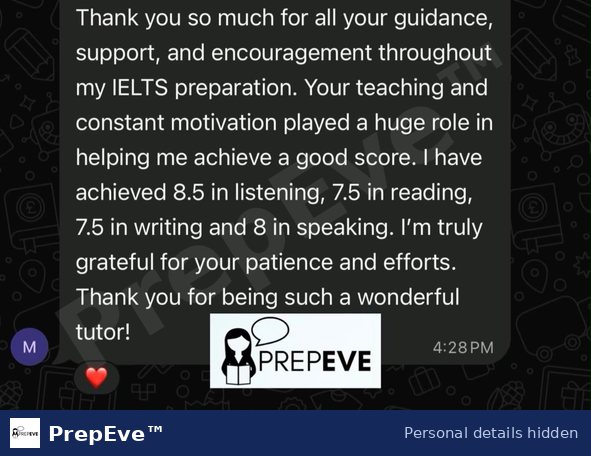 Thank you so much for all your guidance,
support, and encouragement throughout
my IELTS preparation. Your teaching and
constant motivation played a huge role in
helping me achieve a good score. I have
achieved 8.5 in listening, 7.5 in reading,
7.5 in writing and 8 in speaking. I’m truly
grateful for your patience and efforts.
Thank you for being such a wonderful
tutor!
4:28 PM
M
PREPEVE
PrepEve™
PREPEVE
PrepEve™
Personal details hidden